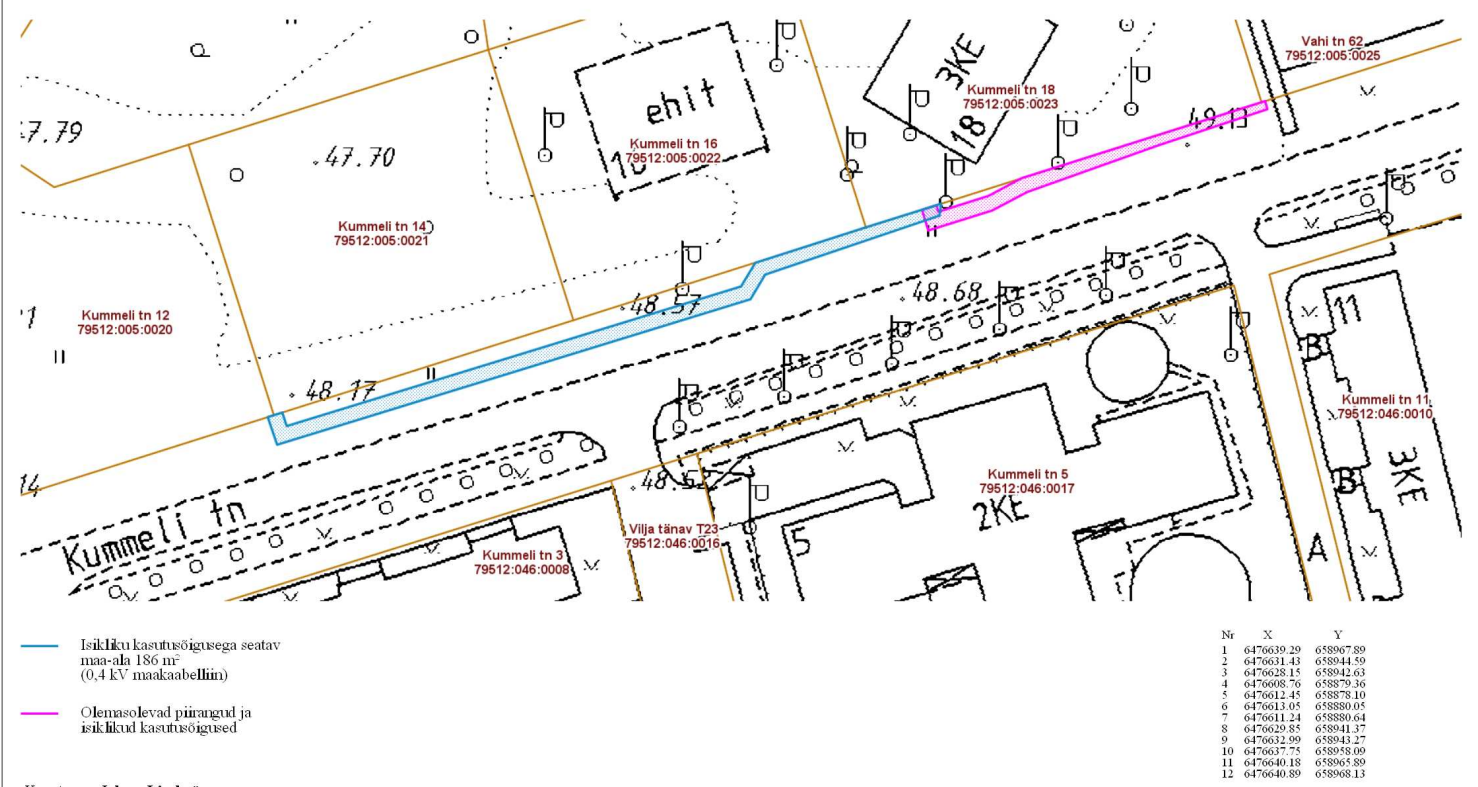 Vahi tn 62
79512:005:0025
3KE
Kummeli tn 18
79512:005:0023
18
49.13
ehit
Kummeli tn 16
79512:005:0022
7.79
47.70
Kummeli tn 14
79512:005:0021
Kummeli tn 12
79512:005:0020
48.57
48.68
48.17
14
11
Kummeli tn 11
79512:046:0010
3KE
Kummeli tn 5
79512:046:0017
2KE
5
A
Vilja tänav T23
79512:046:0016
Kummeli tn
Kummeli tn 3
79512:046:0008
Isikliku kasutusõigusega seatav
maa-ala 186 m²
(0,4 kV maakaabelliin)
Olemasolevad piirangud ja
isiklikud kasutusõigused
Nr X Y
1 6476639.29 658967.89
2 6476631.43 658944.59
3 6476628.15 658942.63
4 6476608.76 658879.36
5 6476612.45 658878.10
6 6476613.05 658880.05
7 6476611.24 658880.64
8 6476629.85 658941.37
9 6476632.99 658943.27
10 6476637.75 658958.09
11 6476640.18 658965.89
12 6476640.89 658968.13